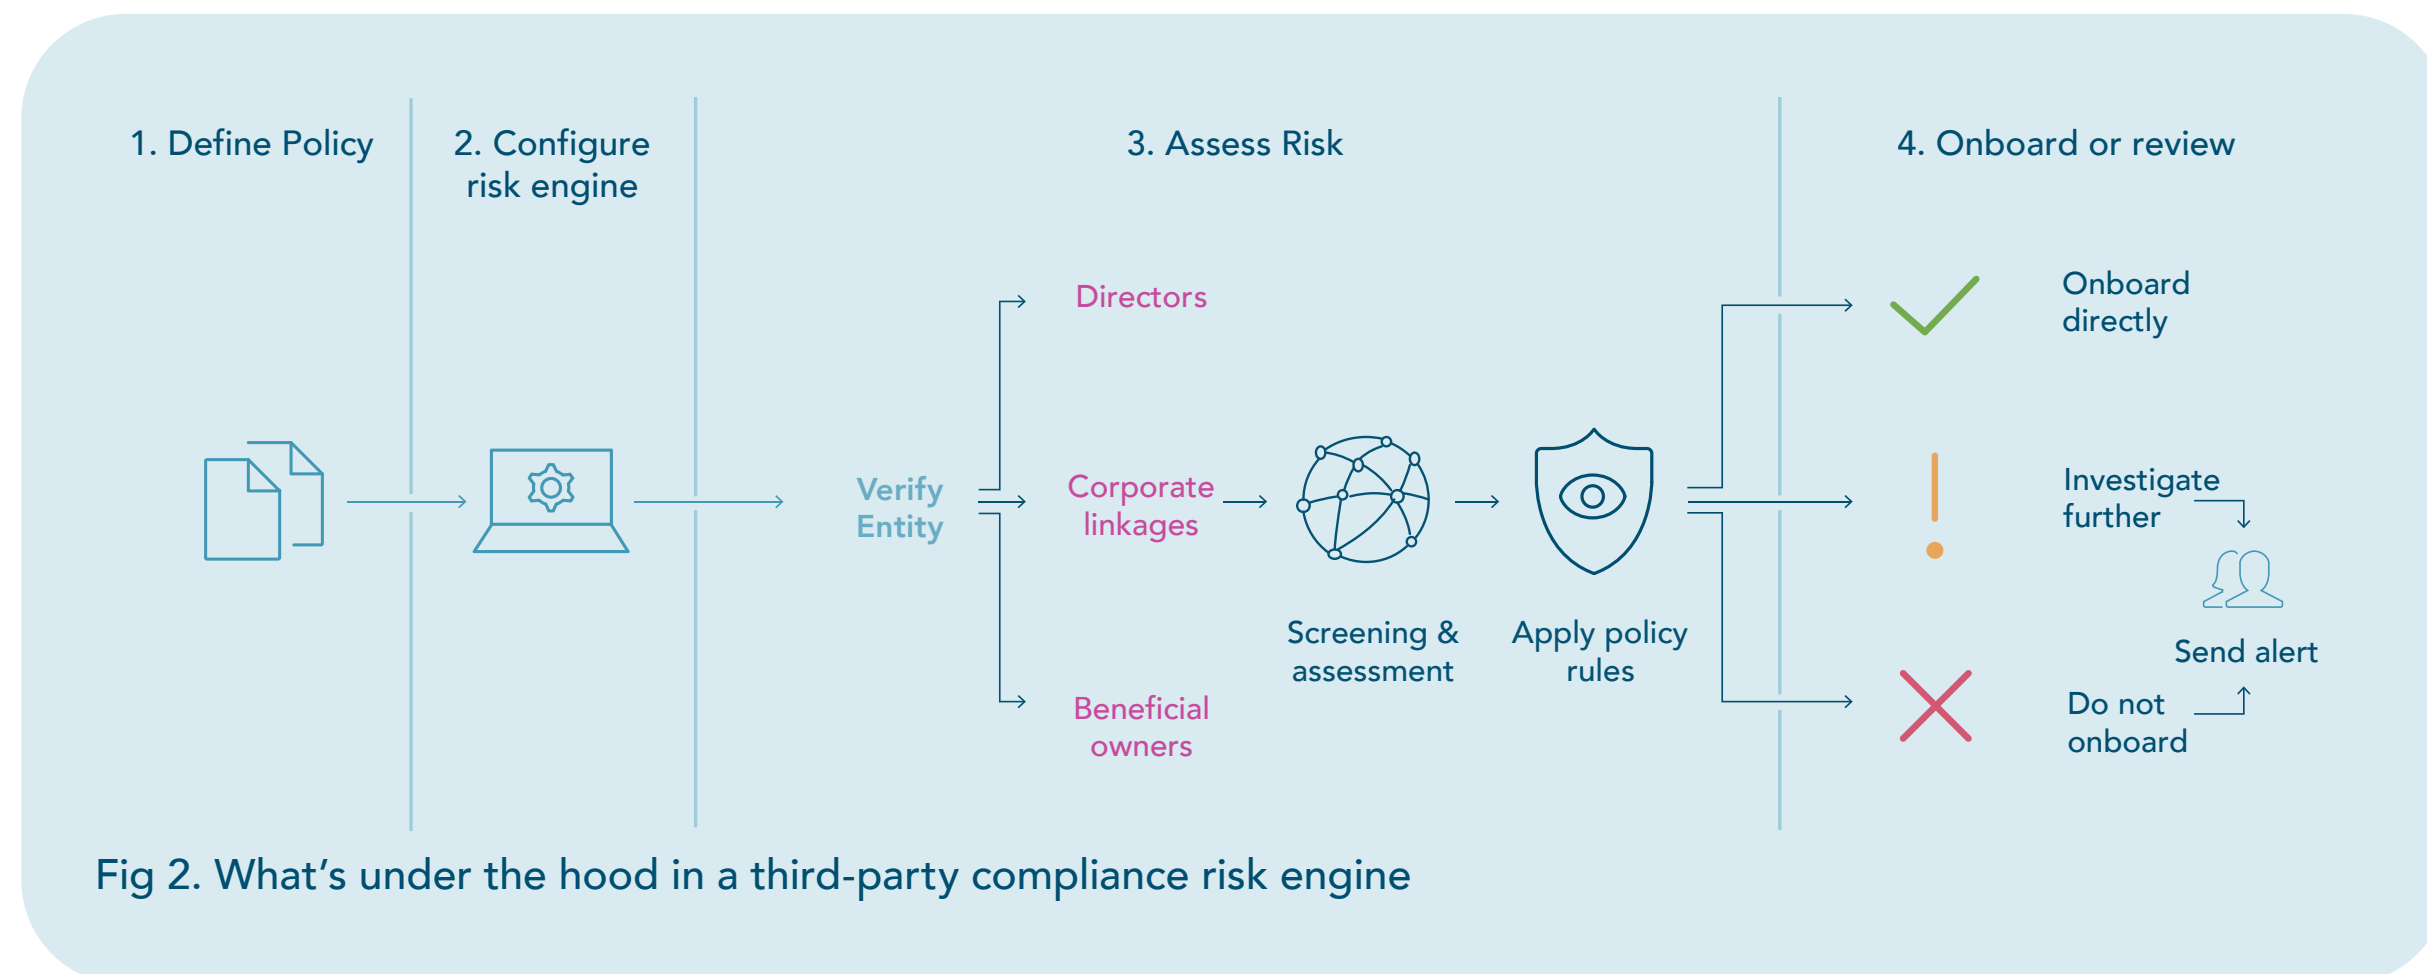 1. Define Policy
2. Configure
risk engine
3. Assess Risk
4. Onboard or review
Verify
Entity
Directors
Corporate
linkages
Beneficial
owners
Screening &
assessment
Apply policy
rules
Onboard
directly
Investigate
further
Send alert
Do not
onboard
Fig 2. What’s under the hood in a third-party compliance risk engine